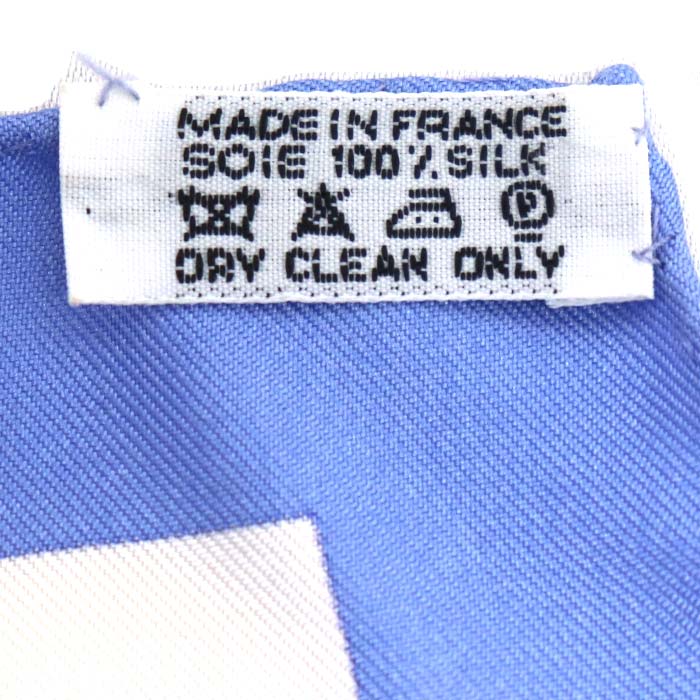 MADE IN FRANCE
SOIE 100% SILK
P
DRY CLEAN ONLY